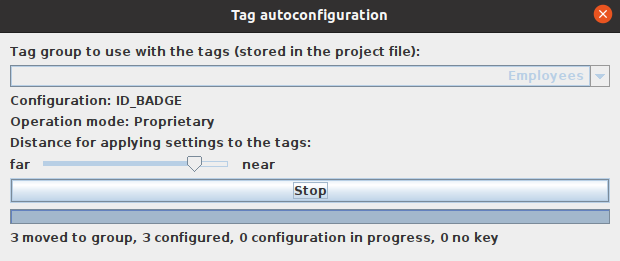 Tag autoconfiguration
Tag group to use with the tags (stored in the project file):
Employees
Configuration: ID_BADGE
Operation mode: Proprietary
Distance for applying settings to the tags:
far near
Stop
3 moved to group, 3 configured, 0 configuration in progress, 0 no key